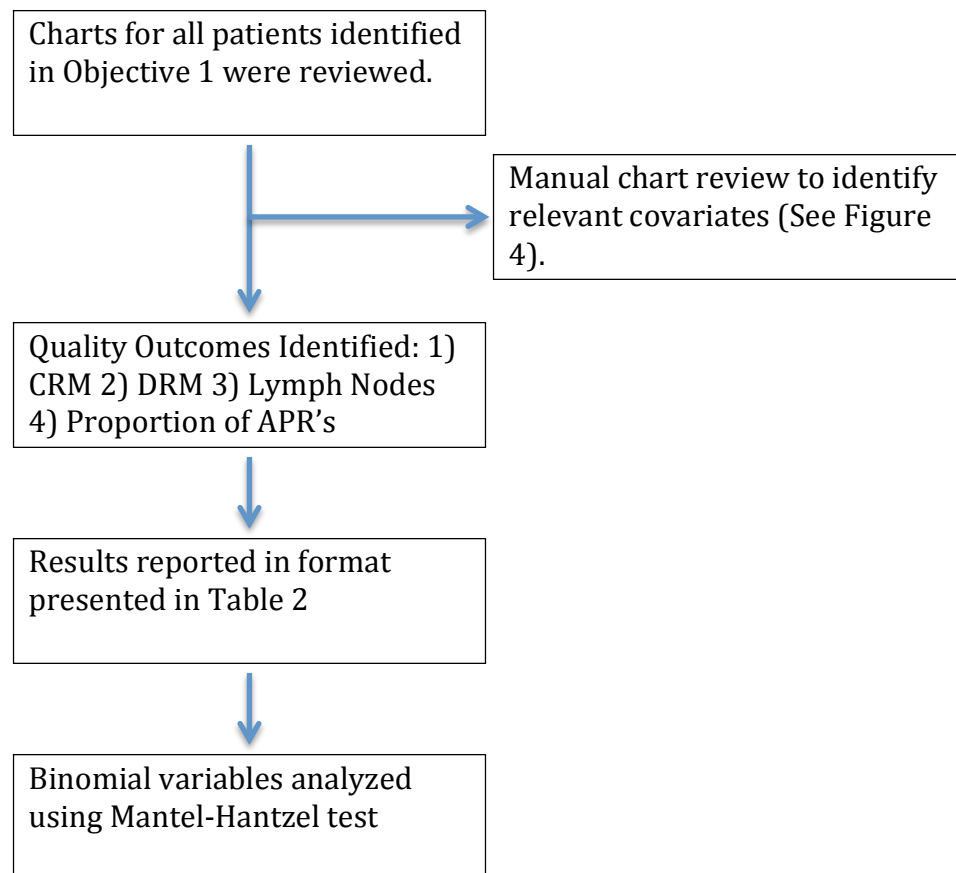 Charts for all patients identified
in Objective 1 were reviewed.
Manual chart review to identify
relevant covariates (See Figure
4).
Quality Outcomes Identified: 1)
CRM 2) DRM 3) Lymph Nodes
4) Proportion of APR’s
Results reported in format
presented in Table 2
Binomial variables analyzed
using Mantel-Hantzel test